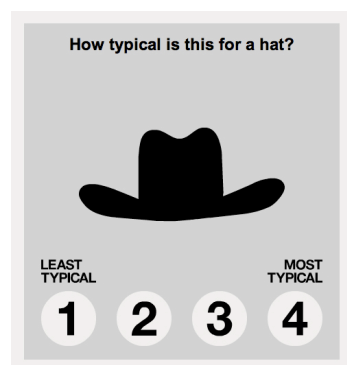 How typical is this for a hat?
LEAST MOST
TYPICAL TYPICAL
1 2 3 4